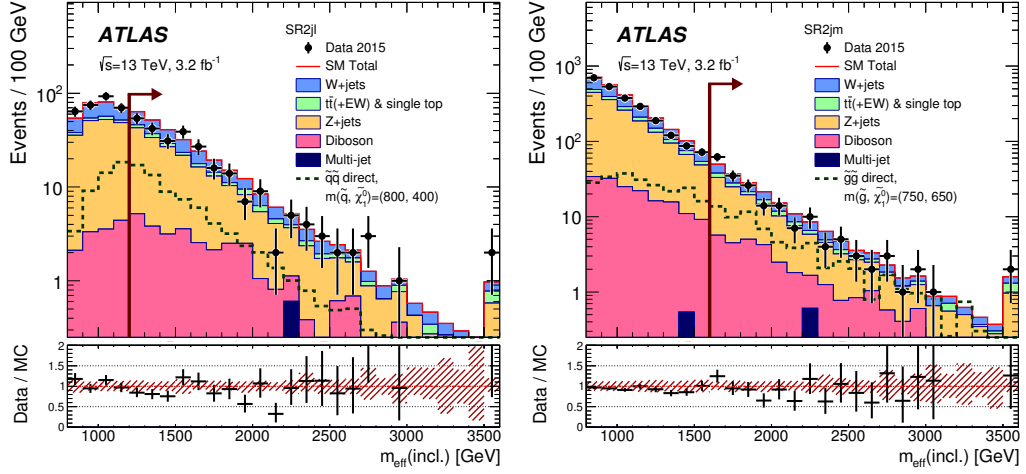 Events / 100 GeV
10²
10
1
ATLAS
√s=13 TeV, 3.2 fb⁻¹
SR2jl
Data 2015
SM Total
W+jets
tt̄(+EW) & single top
Z+jets
Diboson
Multi-jet
q̃q̃ direct,
m(q̃, χ̃₁⁰)=(800, 400)
Data / MC
2
1.5
1
0.5
0
1000 1500 2000 2500 3000 3500
m_eff(incl.) [GeV]
Events / 100 GeV
10³
10²
10
1
ATLAS
√s=13 TeV, 3.2 fb⁻¹
SR2jm
Data 2015
SM Total
W+jets
tt̄(+EW) & single top
Z+jets
Diboson
Multi-jet
g̃g̃ direct,
m(g̃, χ̃₁⁰)=(750, 650)
Data / MC
2
1.5
1
0.5
0
1000 1500 2000 2500 3000 3500
m_eff(incl.) [GeV]